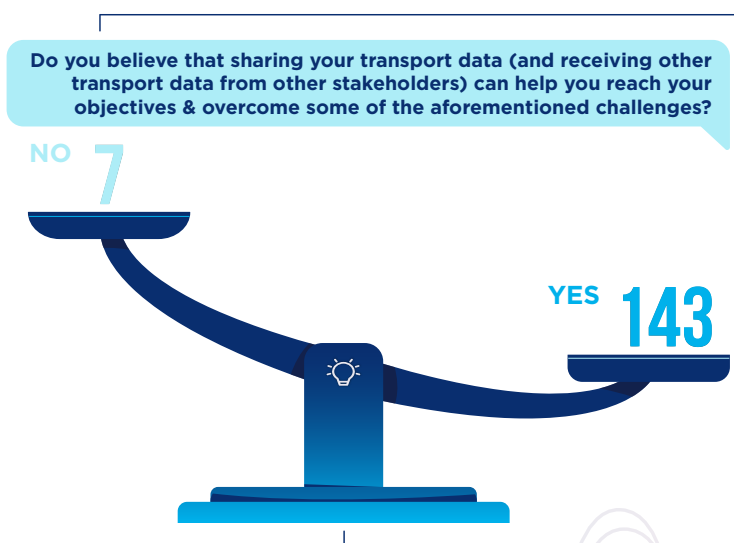 Do you believe that sharing your transport data (and receiving other
transport data from other stakeholders) can help you reach your
objectives & overcome some of the aforementioned challenges?
NO 7
YES 143